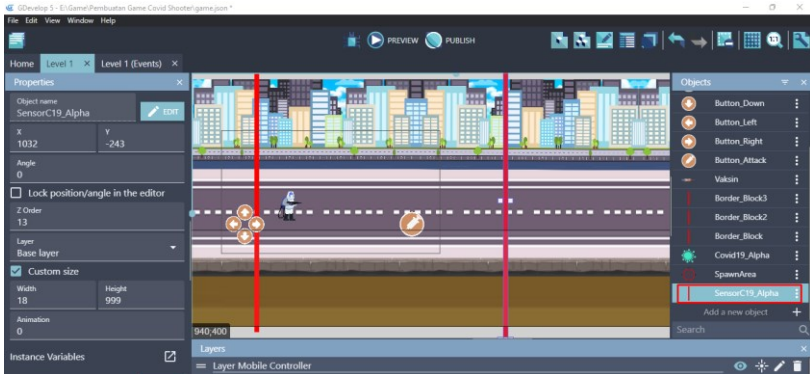 GDevelop 5 - E:\Game\Pembuatan Game Covid Shooter\game.json *
File Edit View Window Help
PREVIEW PUBLISH
Home Level 1 × Level 1 (Events) ×
Properties ×
Object name
SensorC19_Alpha
EDIT
X Y
1032 -243
Angle
0
Lock position/angle in the editor
Z Order
13
Layer
Base layer
Custom size
Width Height
18 999
Animation
0
Instance Variables
940;400
Layers ×
Layer Mobile Controller
Objects ×
Button_Down
Button_Left
Button_Right
Button_Attack
Vaksin
Border_Block3
Border_Block2
Border_Block
Covid19_Alpha
SpawnArea
SensorC19_Alpha
Add a new object +
Search
1:1